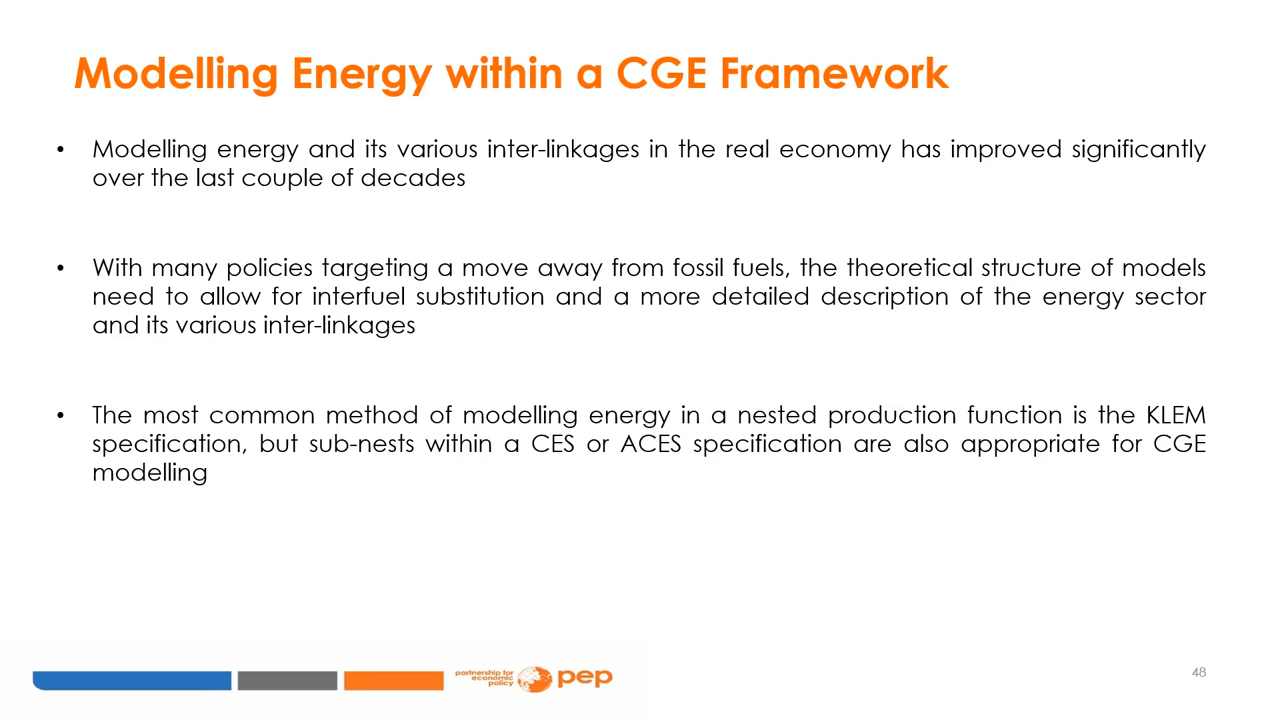 Modelling Energy within a CGE Framework
• Modelling energy and its various inter-linkages in the real economy has improved significantly
over the last couple of decades
• With many policies targeting a move away from fossil fuels, the theoretical structure of models
need to allow for interfuel substitution and a more detailed description of the energy sector
and its various inter-linkages
• The most common method of modelling energy in a nested production function is the KLEM
specification, but sub-nests within a CES or ACES specification are also appropriate for CGE
modelling
partnership for
economic
policy
pep
48